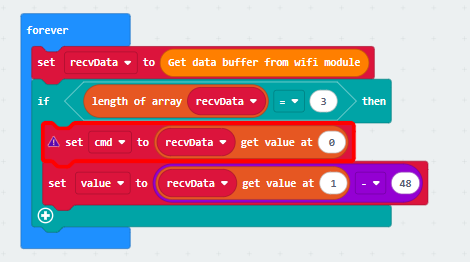 forever
set recvData to Get data buffer from wifi module
if length of array recvData = 3 then
set cmd to recvData get value at 0
set value to recvData get value at 1 - 48